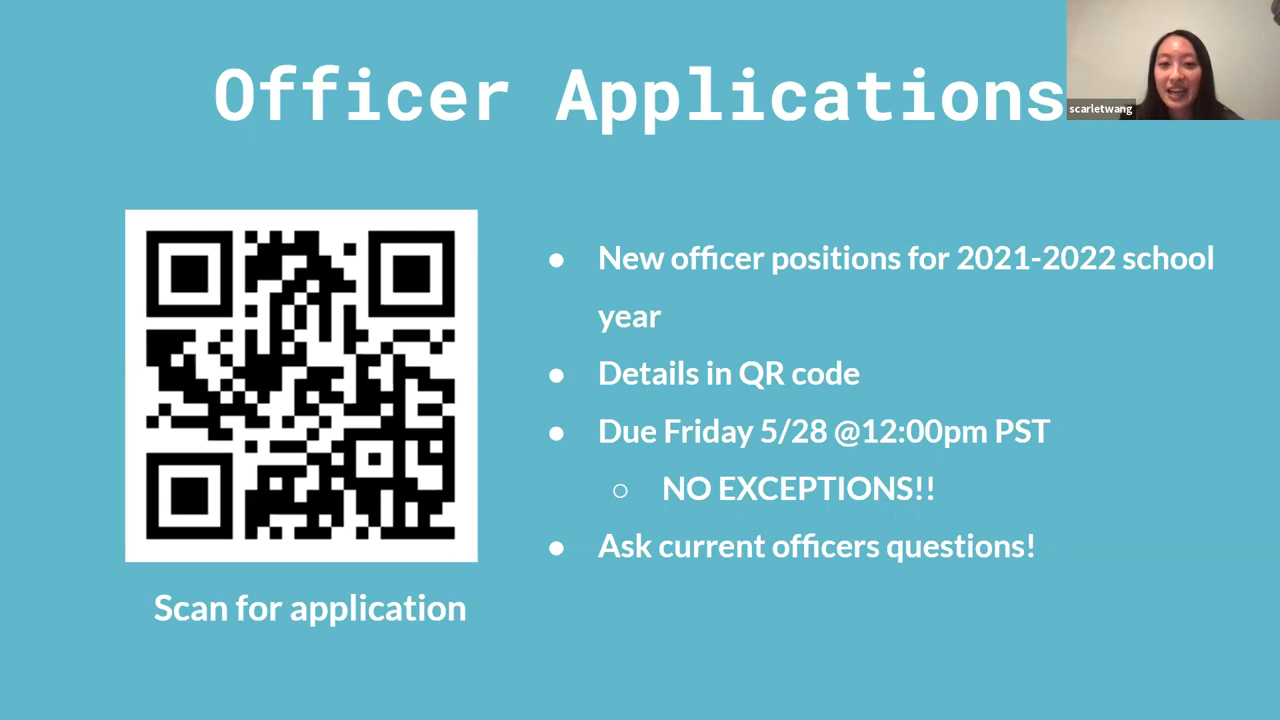 Officer Applications
scarletwang
● New officer positions for 2021-2022 school
year
● Details in QR code
● Due Friday 5/28 @12:00pm PST
○ NO EXCEPTIONS!!
● Ask current officers questions!
Scan for application